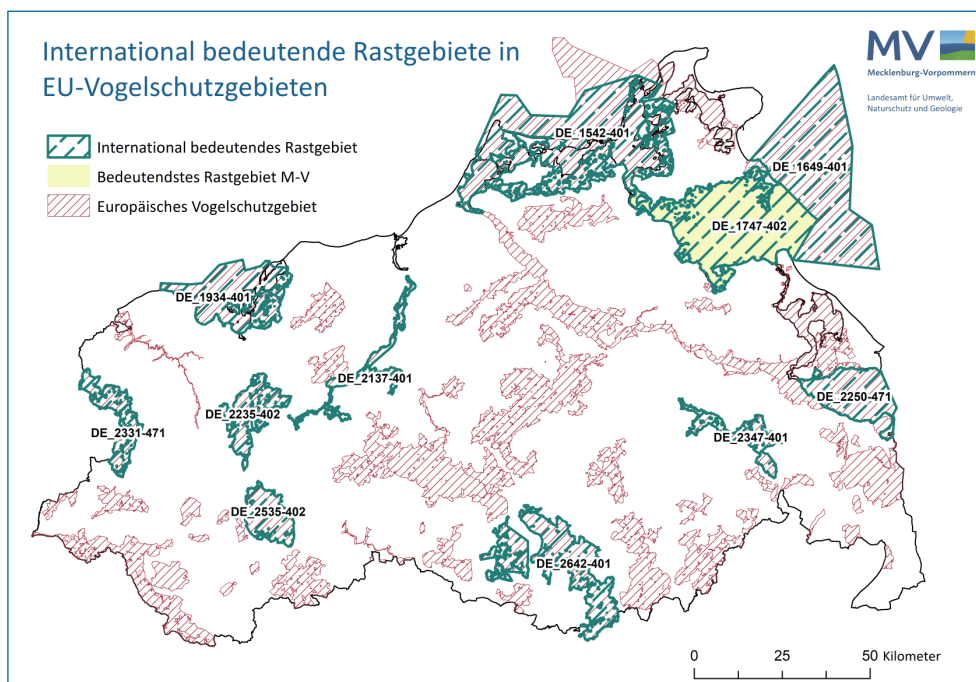 International bedeutende Rastgebiete in
EU-Vogelschutzgebieten
MV
Mecklenburg-Vorpommern
Landesamt für Umwelt,
Naturschutz und Geologie
International bedeutendes Rastgebiet
Bedeutendstes Rastgebiet M-V
Europäisches Vogelschutzgebiet
DE_1542-401
DE_1649-401
DE_1747-402
DE_1934-401
DE_2137-401
DE_2235-402
DE_2250-471
DE_2331-471
DE_2347-401
DE_2535-402
DE_2642-401
0 25 50 Kilometer